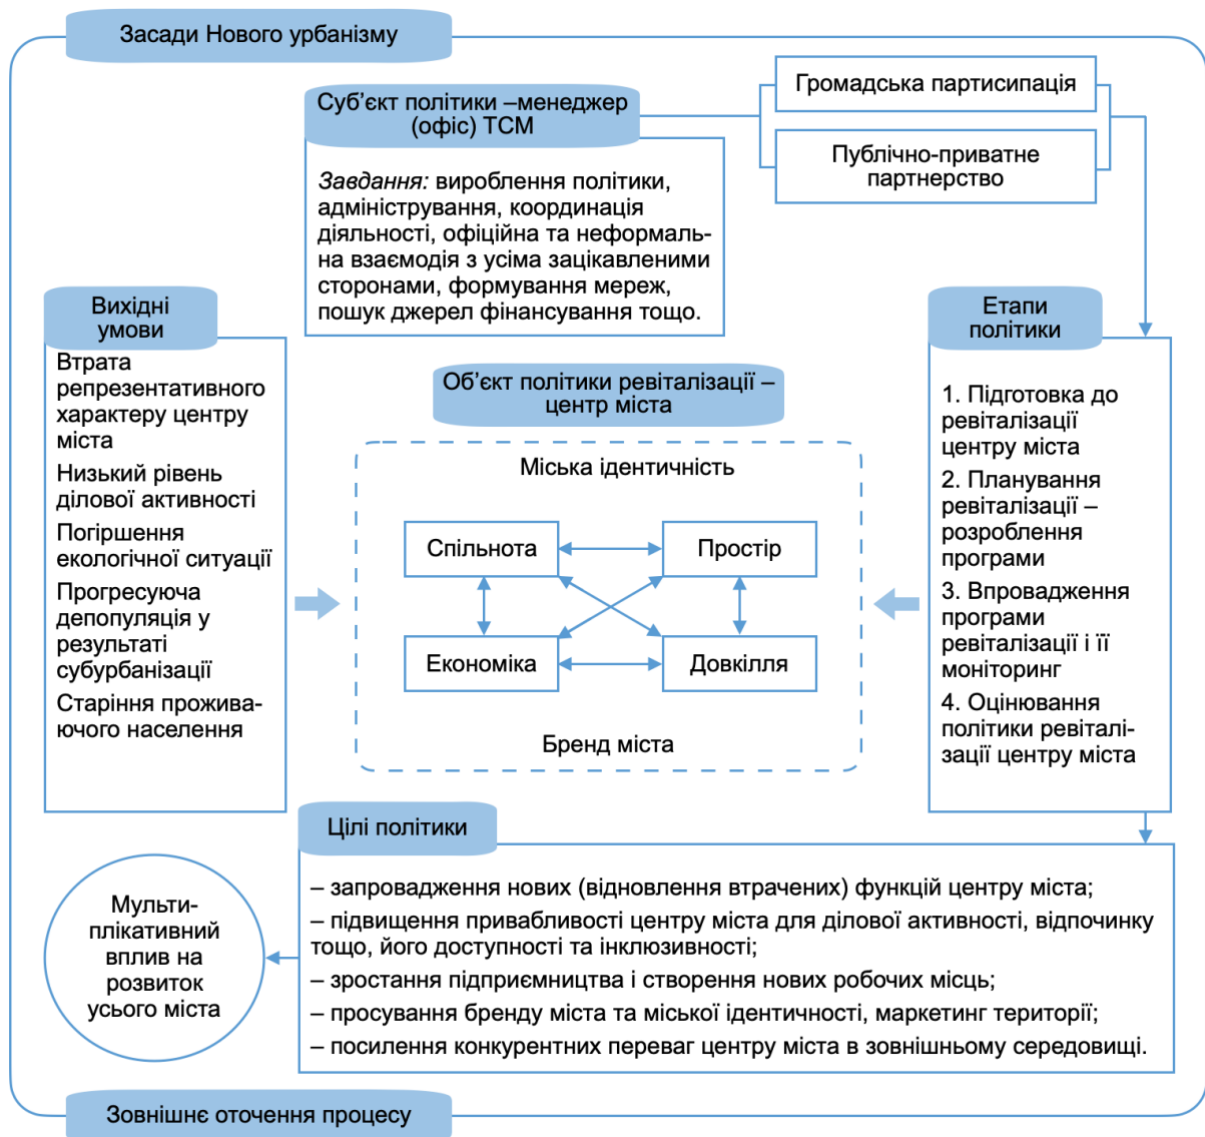 Засади Нового урбанізму
Суб’єкт політики –менеджер
(офіс) ТСМ
Громадська партисипація
Публічно-приватне
партнерство
Завдання: вироблення політики,
адміністрування, координація
діяльності, офіційна та неформаль-
на взаємодія з усіма зацікавленими
сторонами, формування мереж,
пошук джерел фінансування тощо.
Вихідні
умови
Втрата
репрезентативного
характеру центру
міста
Низький рівень
ділової активності
Погіршення
екологічної ситуації
Прогресуюча
депопуляція у
результаті
субурбанізації
Старіння прожива-
ючого населення
Об’єкт політики ревіталізації –
центр міста
Міська ідентичність
Спільнота
Простір
Економіка
Довкілля
Бренд міста
Етапи
політики
1. Підготовка до
ревіталізації
центру міста
2. Планування
ревіталізації –
розроблення
програми
3. Впровадження
програми
ревіталізації і її
моніторинг
4. Оцінювання
політики ревіталі-
зації центру міста
Цілі політики
– запровадження нових (відновлення втрачених) функцій центру міста;
– підвищення привабливості центру міста для ділової активності, відпочинку
тощо, його доступності та інклюзивності;
– зростання підприємництва і створення нових робочих місць;
– просування бренду міста та міської ідентичності, маркетинг території;
– посилення конкурентних переваг центру міста в зовнішньому середовищі.
Мульти-
плікативний
вплив на
розвиток
усього міста
Зовнішнє оточення процесу